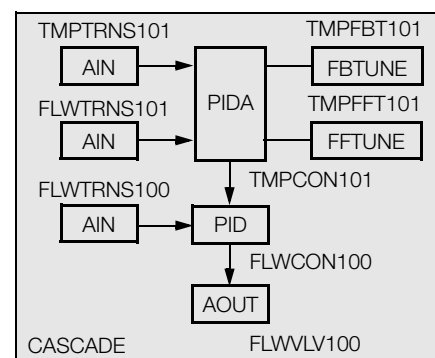 TMPTRNS101 TMPFBT101
AIN FBTUNE
PIDA
FLWTRNS101 TMPFFT101
AIN FFTUNE
TMPCON101
FLWTRNS100
AIN PID
FLWCON100
AOUT
CASCADE FLWVLV100